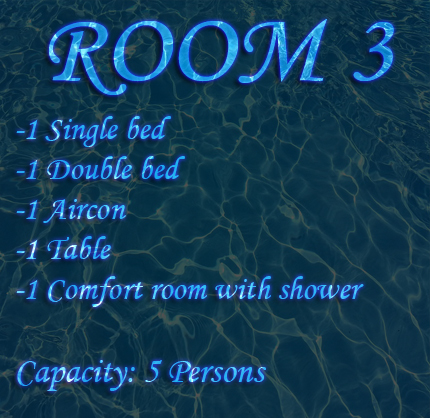 ROOM 3
-1 Single bed
-1 Double bed
-1 Aircon
-1 Table
-1 Comfort room with shower
Capacity: 5 Persons